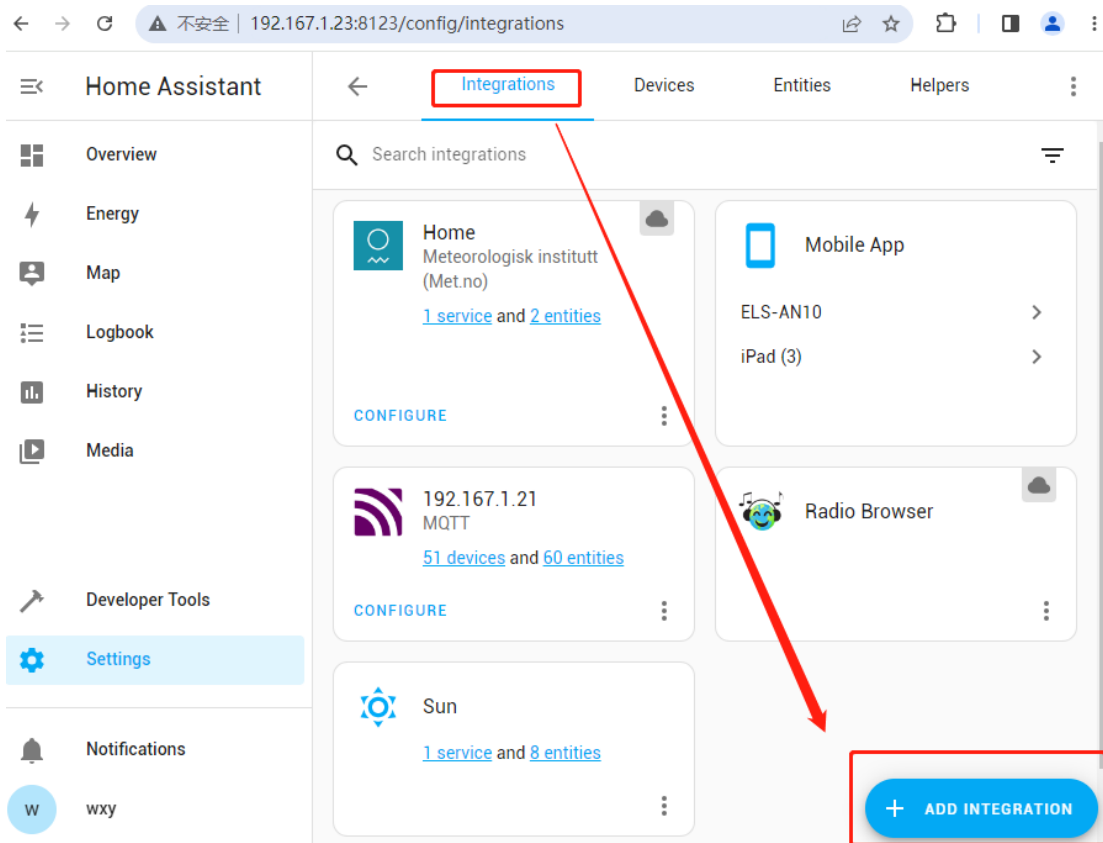 不安全 | 192.167.1.23:8123/config/integrations
Home Assistant
Integrations
Devices
Entities
Helpers
Overview
Energy
Map
Logbook
History
Media
Developer Tools
Settings
Notifications
W
wxy
Search integrations
Home
Meteorologisk institutt
(Met.no)
1 service and 2 entities
CONFIGURE
Mobile App
ELS-AN10
iPad (3)
192.167.1.21
MQTT
51 devices and 60 entities
CONFIGURE
Radio Browser
Sun
1 service and 8 entities
ADD INTEGRATION